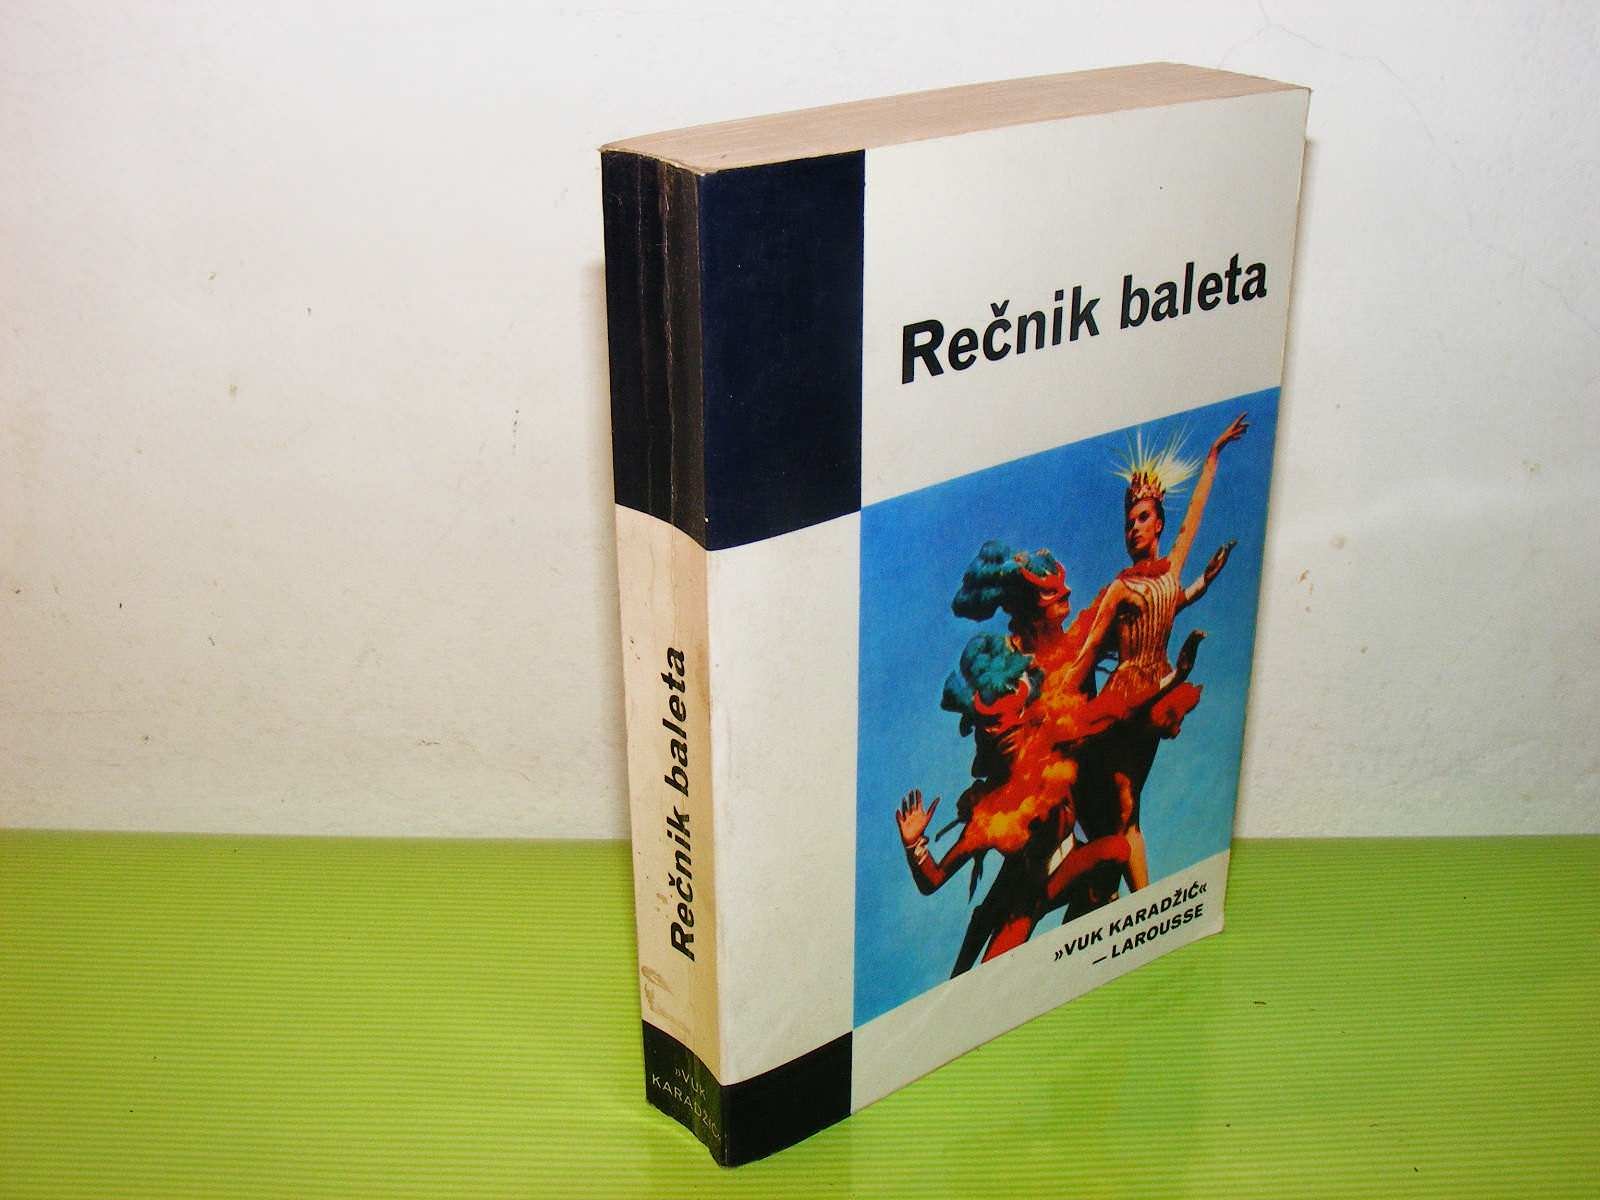 Rečnik baleta
»VUK KARADŽIĆ«
— LAROUSSE
Rečnik baleta
»VUK
KARADŽIĆ«